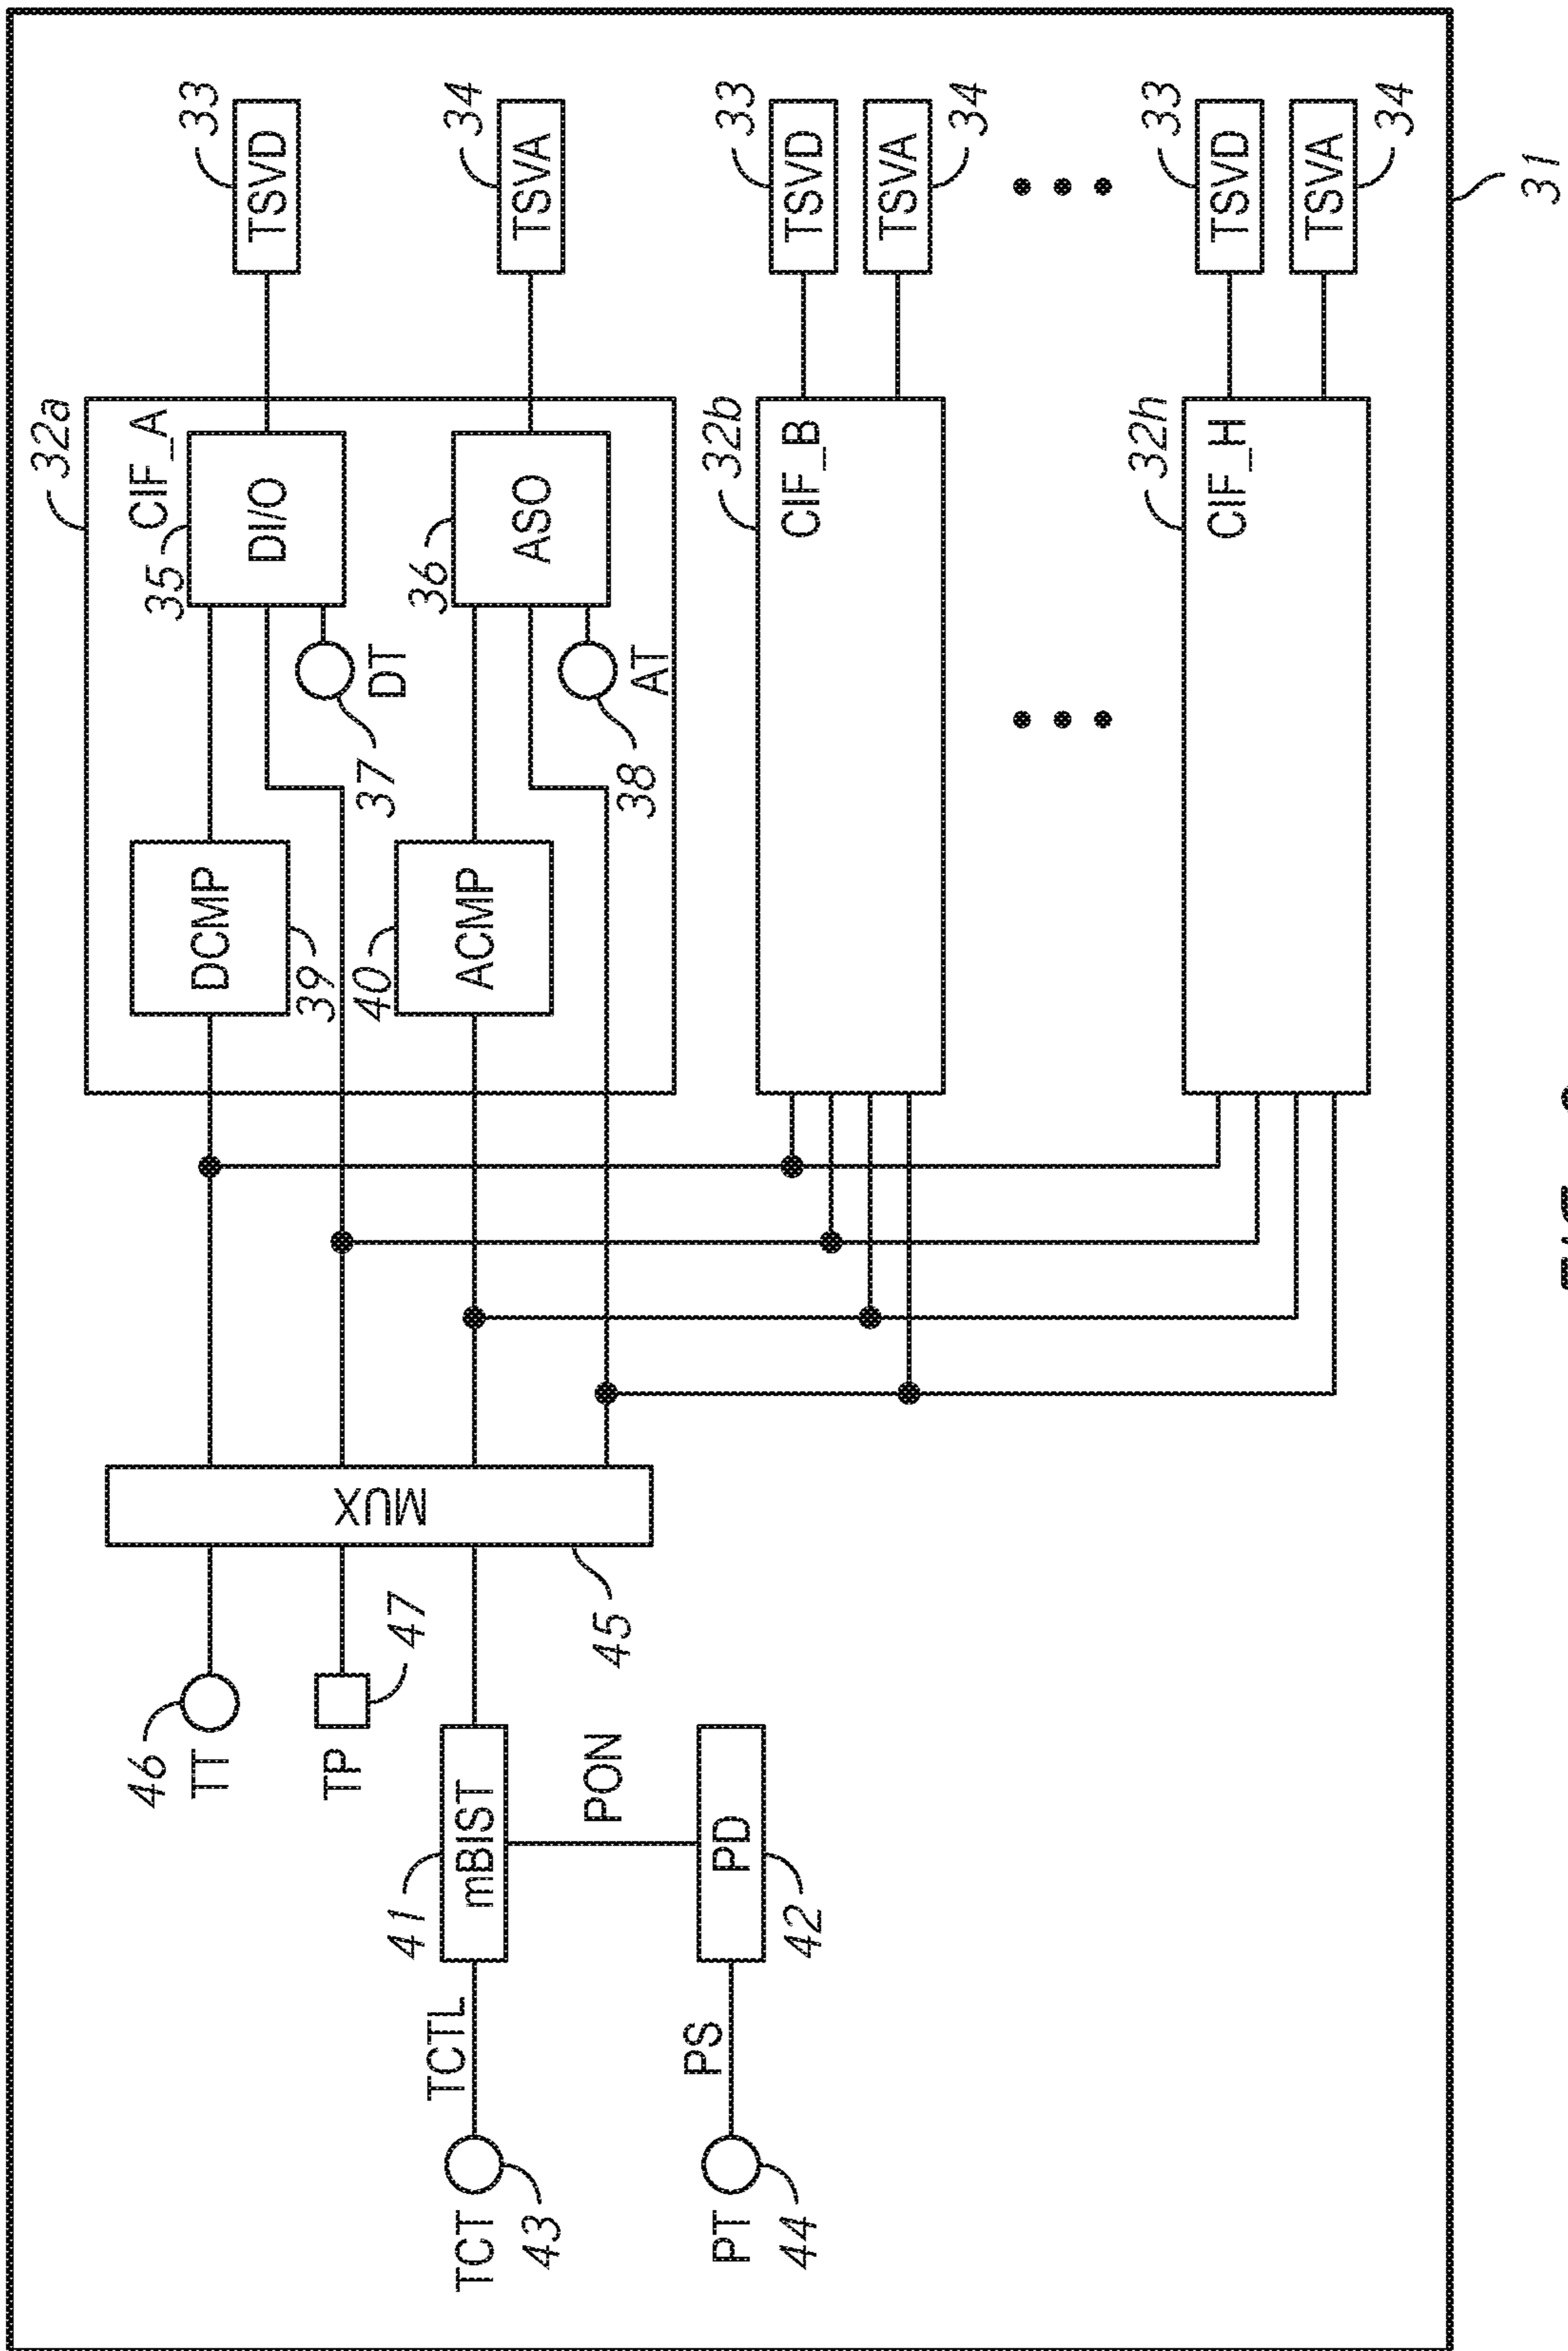 32a
CIF_A
35
DI/O
33
TSVD
DCMP
39
37
DT
36
ASO
34
TSVA
ACMP
40
38
AT
46
TT
TP
47
MUX
45
TCT
43
TCTL
41
mBIST
PON
PT
44
PS
PD
42
32b
CIF_B
33
TSVD
TSVA
34
32h
CIF_H
33
TSVD
TSVA
34
31